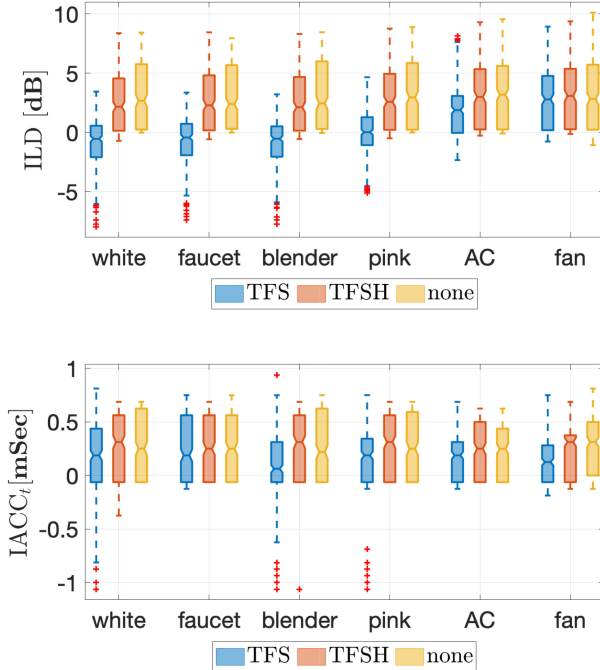 10
5
0
-5
ILD [dB]
white faucet blender pink AC fan
TFS TFSH none
1
0.5
0
-0.5
-1
IACCt[mSec]
white faucet blender pink AC fan
TFS TFSH none